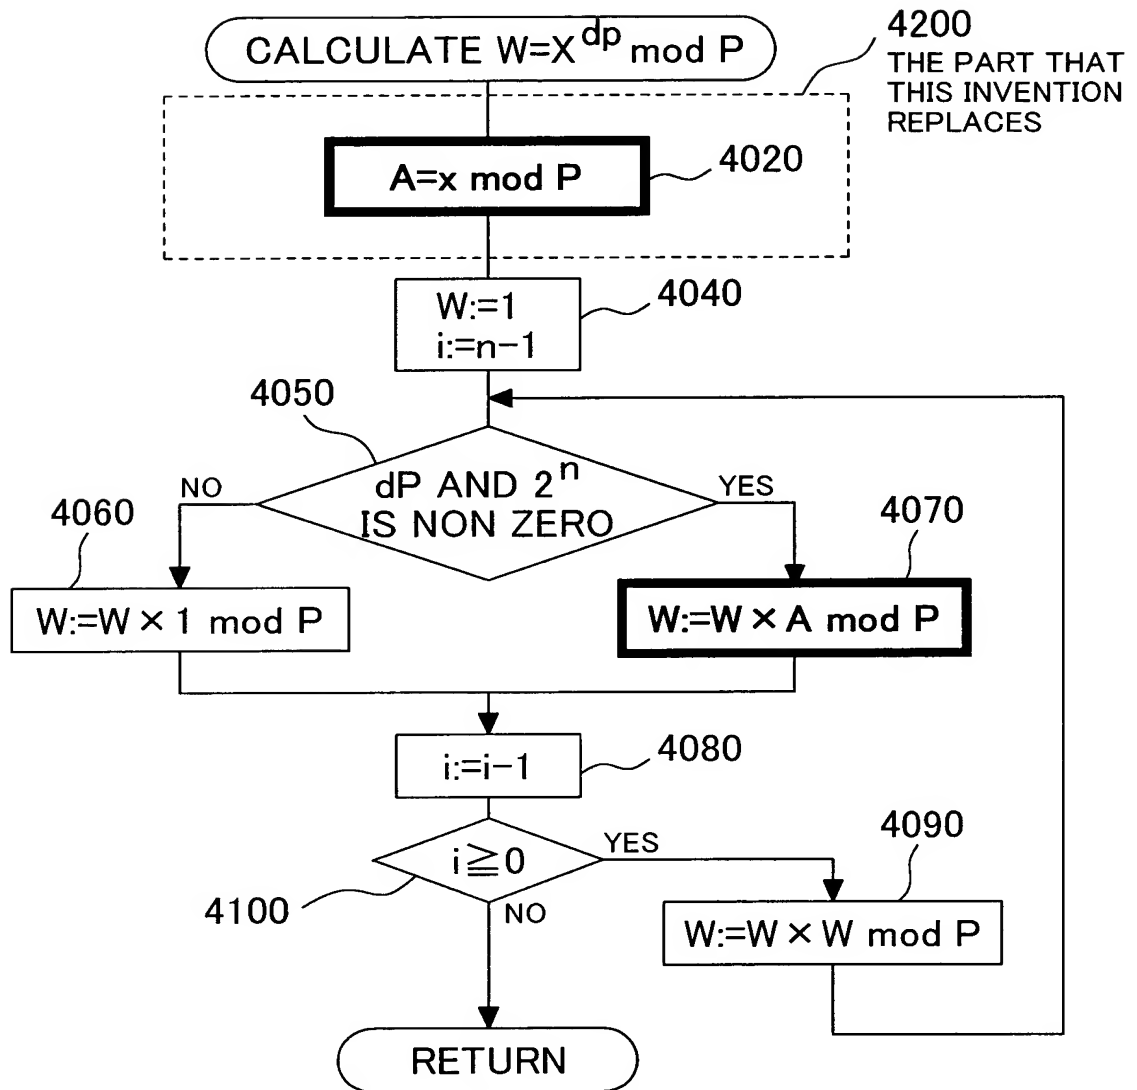 CALCULATE W=X^dp mod P
4200
THE PART THAT
THIS INVENTION
REPLACES
A=x mod P
4020
W:=1
i:=n-1
4040
4050
dP AND 2^n
IS NON ZERO
NO
YES
4060
4070
W:=W×1 mod P
W:=W×A mod P
i:=i-1
4080
i≧0
YES
4090
4100
NO
W:=W×W mod P
RETURN